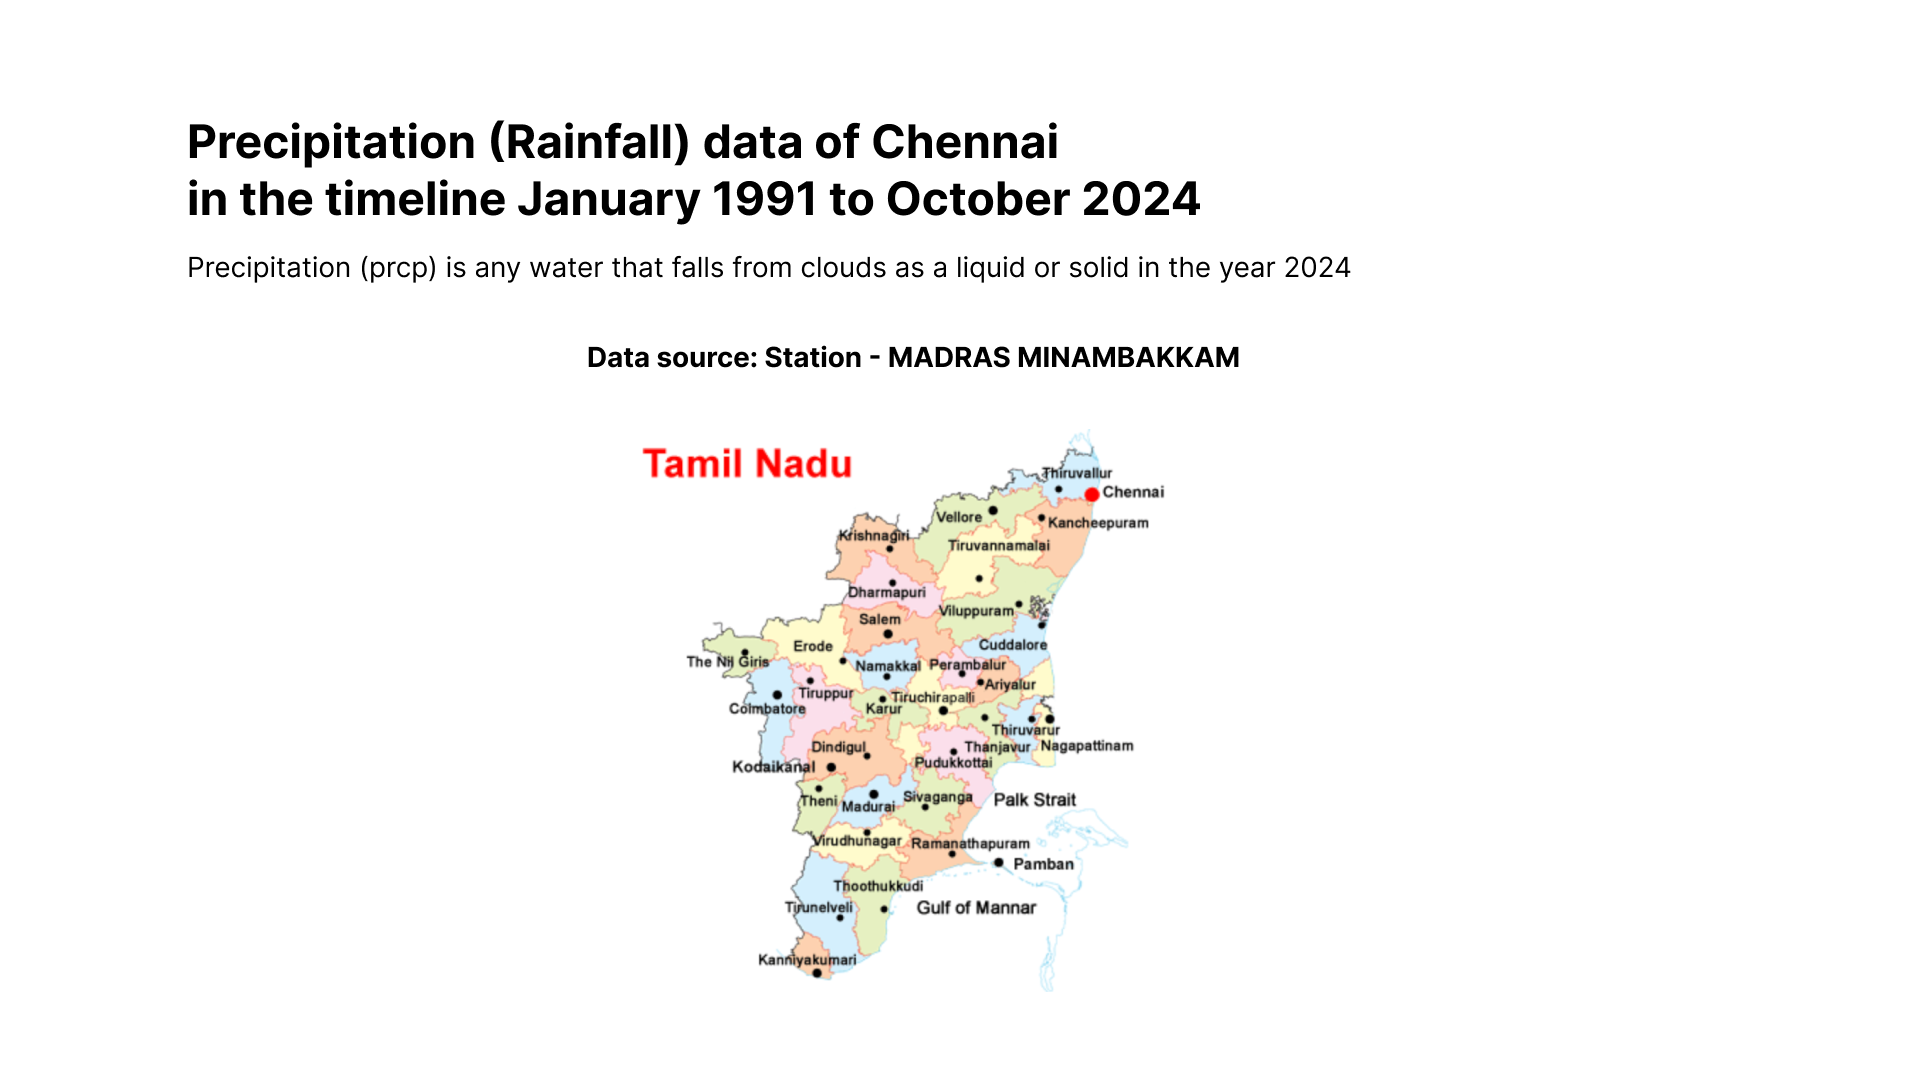 Precipitation (Rainfall) data of Chennai
in the timeline January 1991 to October 2024
Precipitation (prcp) is any water that falls from clouds as a liquid or solid in the year 2024
Data source: Station - MADRAS MINAMBAKKAM
Tamil Nadu
Thiruvallur
Chennai
Vellore
Kancheepuram
Krishnagiri
Tiruvannamalai
Dharmapuri
Viluppuram
Salem
Cuddalore
Erode
The Nil Giris
Namakkal
Perambalur
Ariyalur
Tiruppur
Tiruchirapalli
Coimbatore
Karur
Thiruvarur
Dindigul
Thanjavur
Nagapattinam
Pudukkottai
Kodaikanal
Theni
Madurai
Sivaganga
Palk Strait
Virudhunagar
Ramanathapuram
Pamban
Thoothukkudi
Tirunelveli
Gulf of Mannar
Kanniyakumari